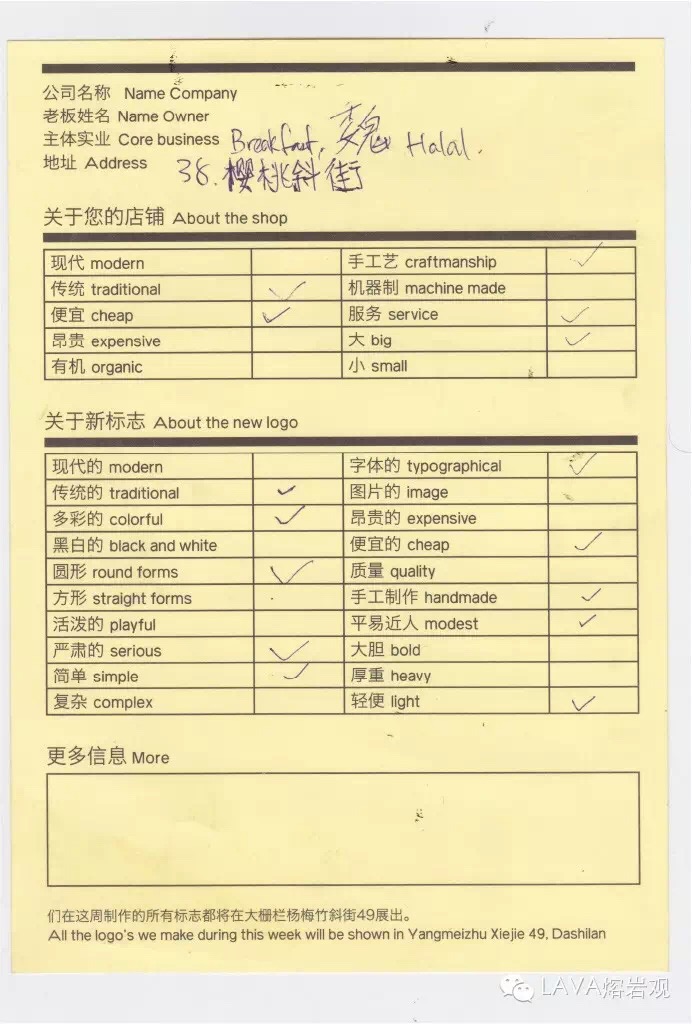 公司名称 Name Company
老板姓名 Name Owner
主体实业 Core business Breakfast, 魏 Halal.
地址 Address 38. 樱桃斜街
关于您的店铺 About the shop
现代 modern 手工艺 craftmanship ✓
传统 traditional ✓ 机器制 machine made
便宜 cheap ✓ 服务 service ✓
昂贵 expensive 大 big ✓
有机 organic 小 small
关于新标志 About the new logo
现代的 modern 字体的 typographical ✓
传统的 traditional ✓ 图片的 image
多彩的 colorful ✓ 昂贵的 expensive
黑白的 black and white 便宜的 cheap ✓
圆形 round forms ✓ 质量 quality
方形 straight forms 手工制作 handmade ✓
活泼的 playful 平易近人 modest ✓
严肃的 serious ✓ 大胆 bold
简单 simple ✓ 厚重 heavy
复杂 complex 轻便 light ✓
更多信息 More
们在这周制作的所有标志都将在大栅栏杨梅竹斜街49展出。
All the logo's we make during this week will be shown in Yangmeizhu Xiejie 49, Dashilan
LAVA熔岩观